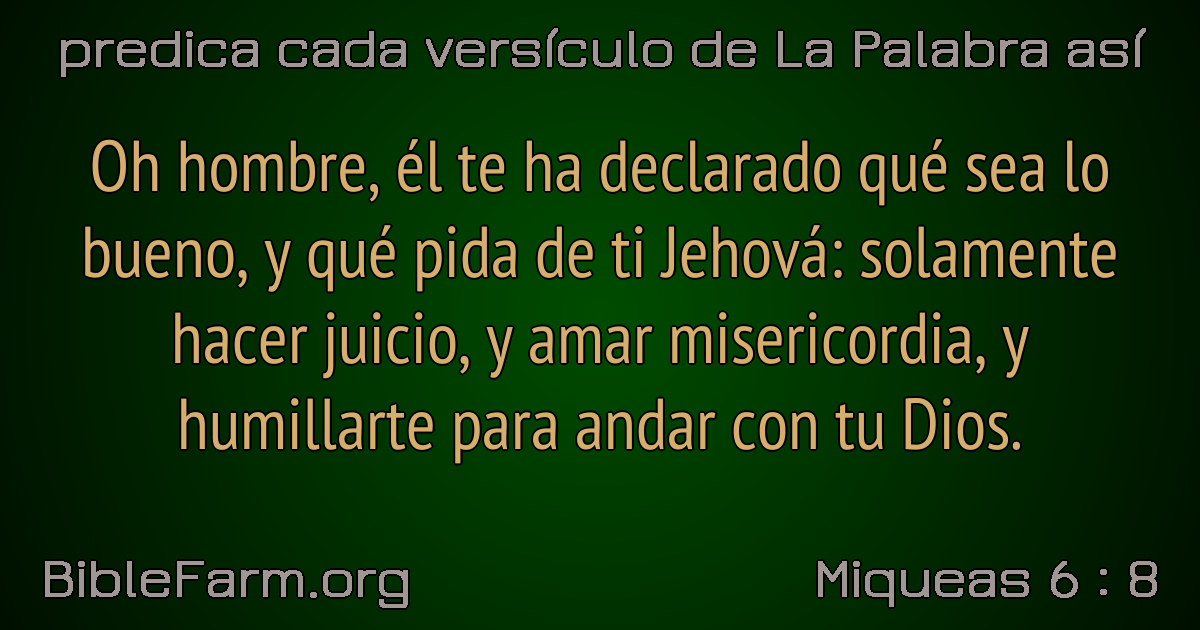 predica cada versículo de La Palabra así
Oh hombre, él te ha declarado qué sea lo
bueno, y qué pida de ti Jehová: solamente
hacer juicio, y amar misericordia, y
humillarte para andar con tu Dios.
BibleFarm.org
Miqueas 6 : 8